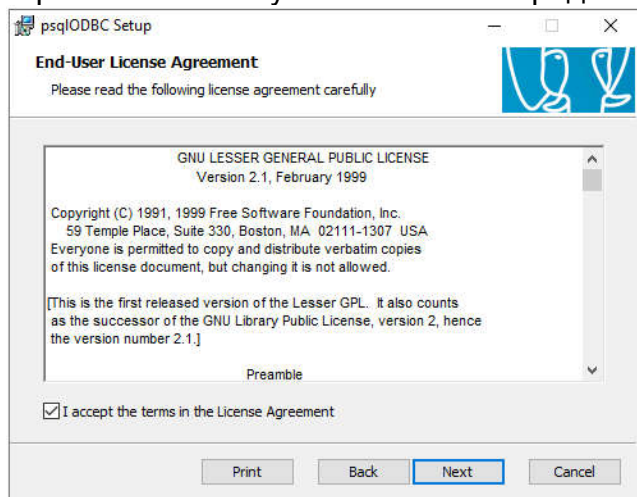 psqlODBC Setup
End-User License Agreement
Please read the following license agreement carefully
GNU LESSER GENERAL PUBLIC LICENSE
Version 2.1, February 1999
Copyright (C) 1991, 1999 Free Software Foundation, Inc.
59 Temple Place, Suite 330, Boston, MA 02111-1307 USA
Everyone is permitted to copy and distribute verbatim copies
of this license document, but changing it is not allowed.
[This is the first released version of the Lesser GPL. It also counts
as the successor of the GNU Library Public License, version 2, hence
the version number 2.1.]
Preamble
I accept the terms in the License Agreement
Print Back Next Cancel